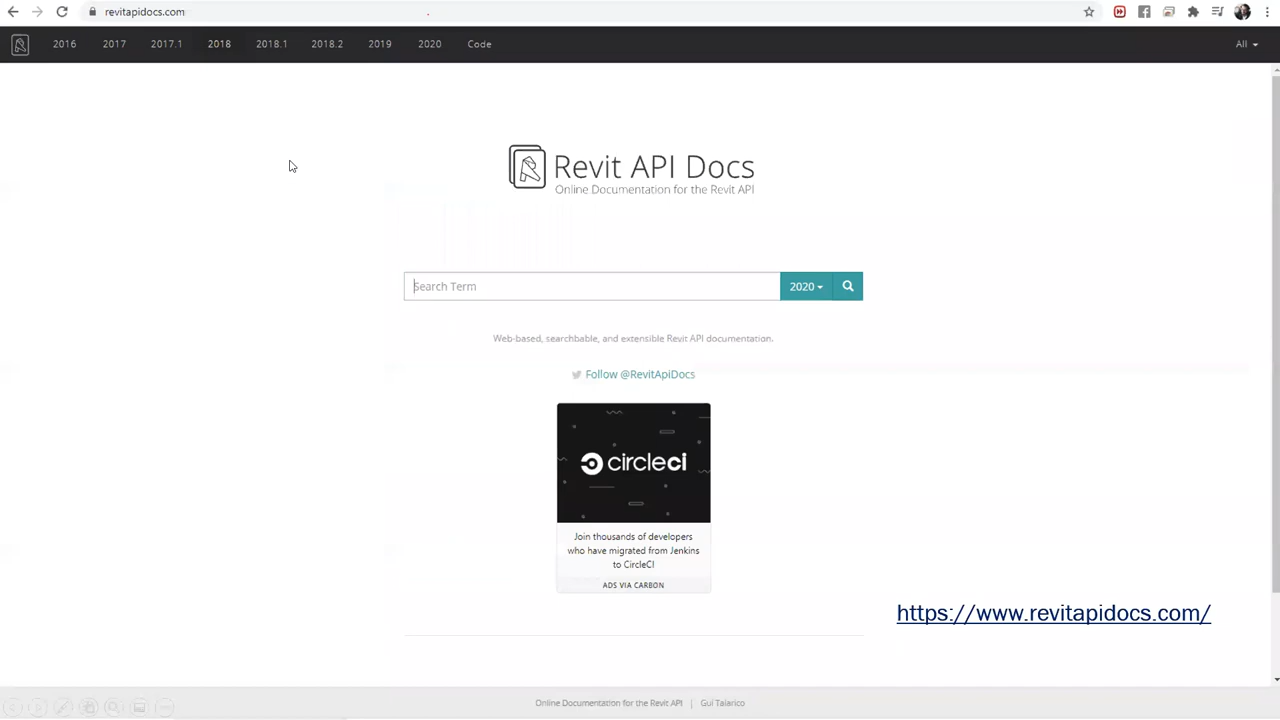 revitapidocs.com
2016 2017 2017.1 2018 2018.1 2018.2 2019 2020 Code All
Revit API Docs
Online Documentation for the Revit API
Search Term 2020
Web-based, searchbable, and extensible Revit API documentation.
Follow @RevitApiDocs
circleci
Join thousands of developers
who have migrated from Jenkins
to CircleCI
ADS VIA CARBON
https://www.revitapidocs.com/
Online Documentation for the Revit API | Gui Talarico